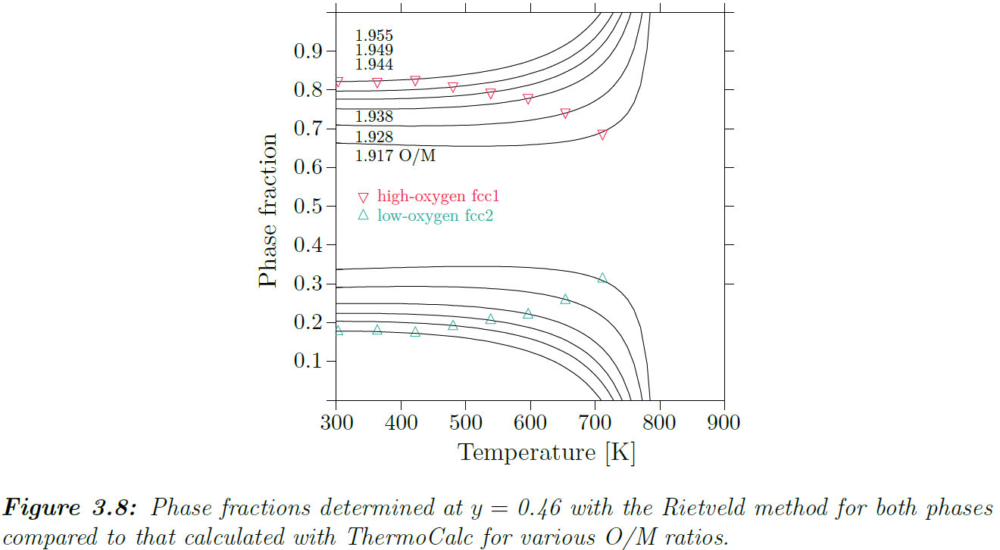 1.955
1.949
0.9
1.944
0.8
1.938
0.7
1.928
1.917 O/M
0.6
high-oxygen fcc1
0.5
low-oxygen fcc2
0.4
0.3
0.2
0.1
Phase fraction
300 400 500 600 700 800 900
Temperature [K]
Figure 3.8: Phase fractions determined at y = 0.46 with the Rietveld method for both phases
compared to that calculated with ThermoCalc for various O/M ratios.